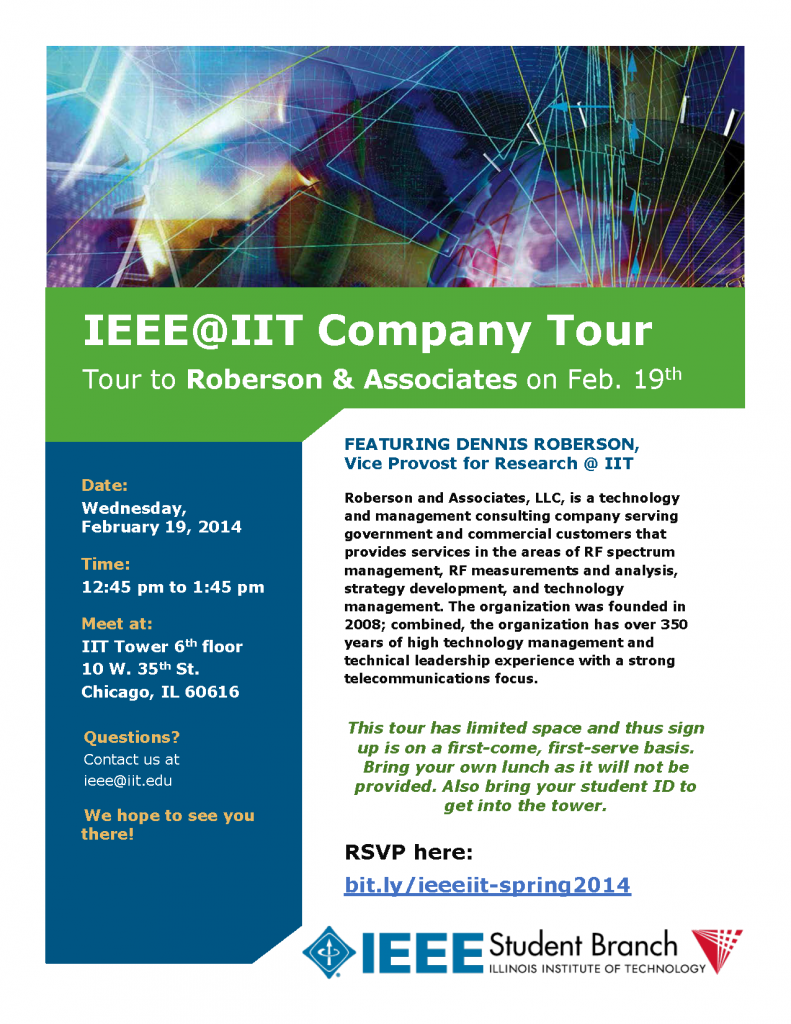 IEEE@IIT Company Tour
Tour to Roberson & Associates on Feb. 19th
Date:
Wednesday,
February 19, 2014
Time:
12:45 pm to 1:45 pm
Meet at:
IIT Tower 6th floor
10 W. 35th St.
Chicago, IL 60616
Questions?
Contact us at
ieee@iit.edu
We hope to see you
there!
FEATURING DENNIS ROBERSON,
Vice Provost for Research @ IIT
Roberson and Associates, LLC, is a technology
and management consulting company serving
government and commercial customers that
provides services in the areas of RF spectrum
management, RF measurements and analysis,
strategy development, and technology
management. The organization was founded in
2008; combined, the organization has over 350
years of high technology management and
technical leadership experience with a strong
telecommunications focus.
This tour has limited space and thus sign
up is on a first-come, first-serve basis.
Bring your own lunch as it will not be
provided. Also bring your student ID to
get into the tower.
RSVP here:
bit.ly/ieeeiit-spring2014
IEEE Student Branch
ILLINOIS INSTITUTE OF TECHNOLOGY